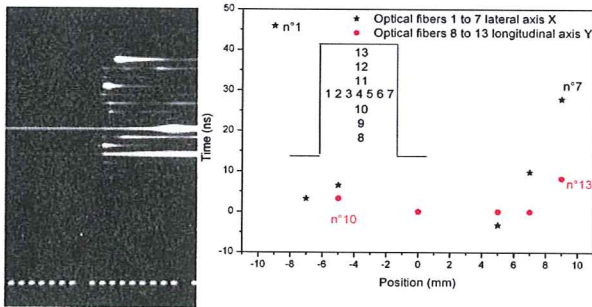 50
40
30
20
10
0
-10
Time (ns)
Optical fibers 1 to 7 lateral axis X
Optical fibers 8 to 13 longitudinal axis Y
n°1
13
12
11
1 2 3 4 5 6 7
10
9
8
n°7
n°13
n°10
-10 -8 -6 -4 -2 0 2 4 6 8 10
Position (mm)